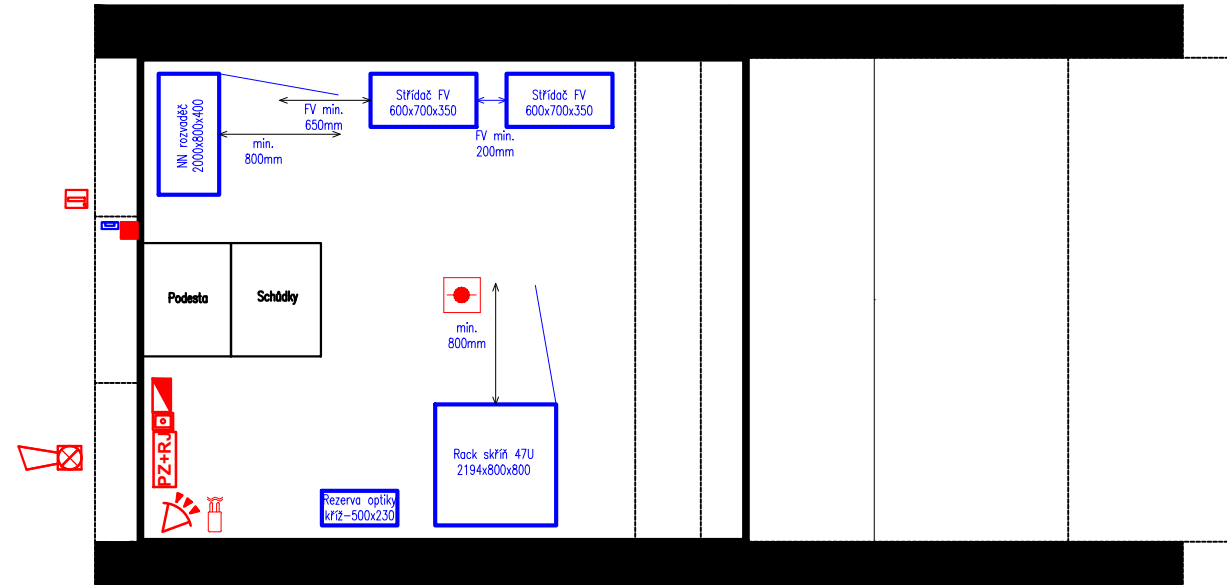 NN rozvaděč
2000x800x400
FV min.
650mm
min.
800mm
Střídač FV
600x700x350
FV min.
200mm
Střídač FV
600x700x350
Podesta
Schůdky
min.
800mm
PZ+RJ
Rack skříň 47U
2194x800x800
Rezerva optiky
kříž-500x230